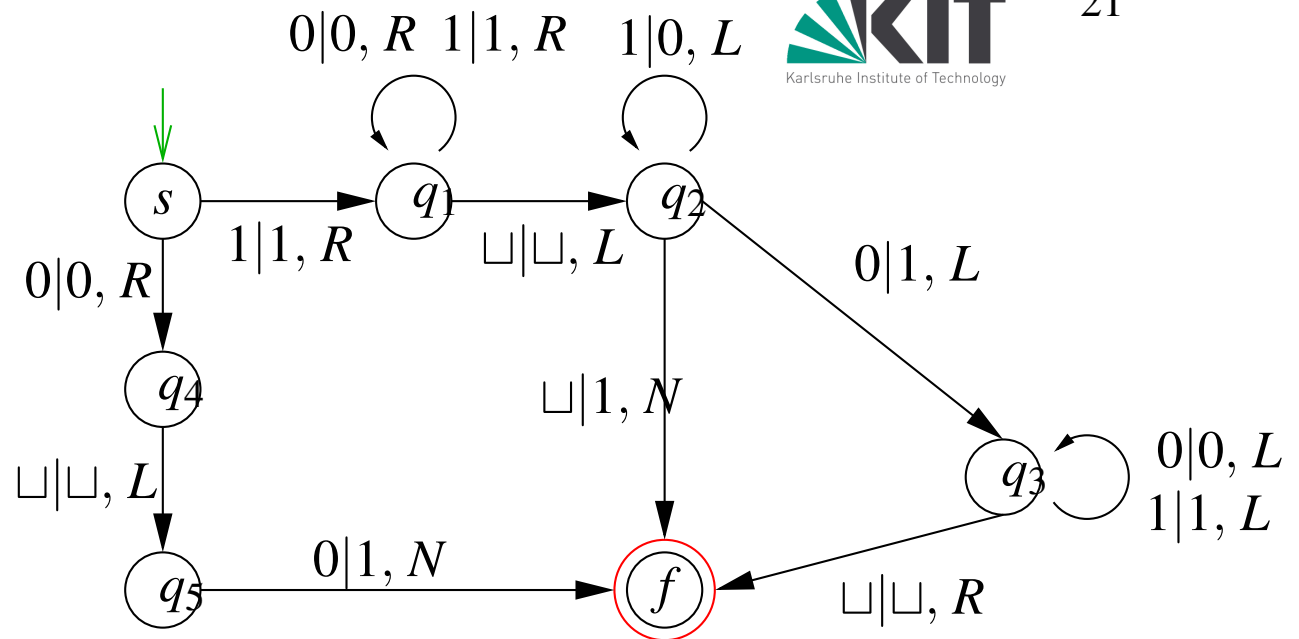 21
KIT
Karlsruhe Institute of Technology
0|0, R 1|1, R
1|0, L
s
q1
q2
1|1, R
⊔|⊔, L
0|1, L
0|0, R
q4
⊔|1, N
⊔|⊔, L
q3
0|0, L
1|1, L
q5
0|1, N
f
⊔|⊔, R